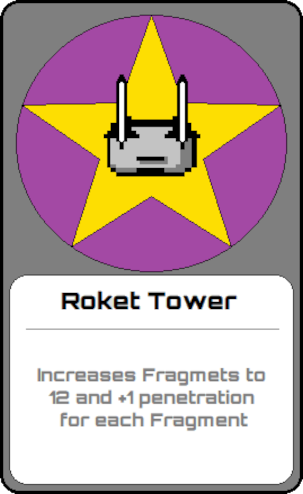 Roket Tower
Increases Fragmets to
12 and +1 penetration
for each Fragment